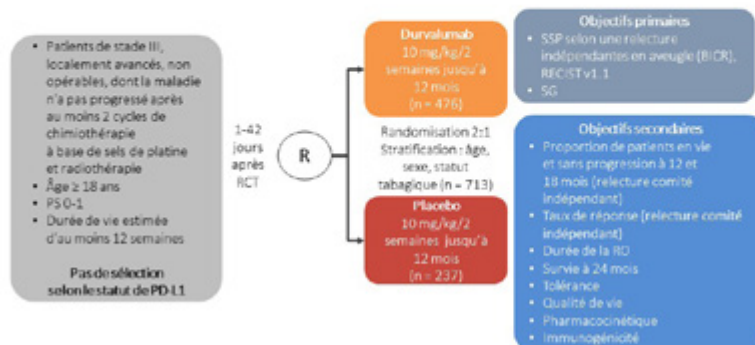 • Patients de stade III,
localement avancés, non
opérables, dont la maladie
n'a pas progressé après
au moins 2 cycles de
chimiothérapie
à base de sels de platine
et radiothérapie
• Âge ≥ 18 ans
• PS 0-1
• Durée de vie estimée
d'au moins 12 semaines
Pas de sélection
selon le statut de PD-L1
1-42
jours
après
RCT
R
Durvalumab
10 mg/kg/2
semaines jusqu'à
12 mois
(n = 476)
Randomisation 2:1
Stratification : âge,
sexe, statut
tabagique (n = 713)
Placebo
10 mg/kg/2
semaines jusqu'à
12 mois
(n = 237)
Objectifs primaires
• SSP selon une relecture
indépendantes en aveugle (BICR),
RECIST v1.1
• SG
Objectifs secondaires
• Proportion de patients en vie
et sans progression à 12 et
18 mois (relecture comité
indépendant)
• Taux de réponse (relecture comité
indépendant)
• Durée de la RO
• Survie à 24 mois
• Tolérance
• Qualité de vie
• Pharmacocinétique
• Immunogénicité